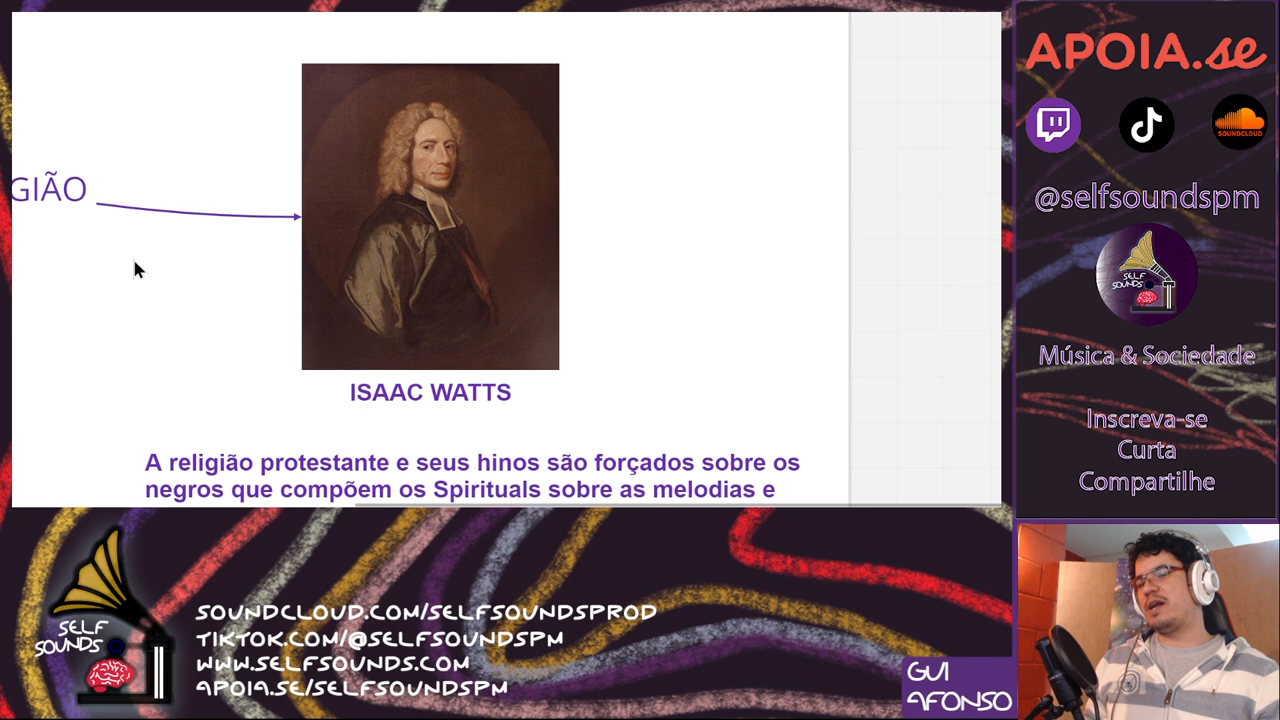 GIÃO
ISAAC WATTS
A religião protestante e seus hinos são forçados sobre os
negros que compõem os Spirituals sobre as melodias e
APOIA.se
SOUNDCLOUD
@selfsoundspm
SELF
SOUNDS
Música & Sociedade
Inscreva-se
Curta
Compartilhe
SELF
SOUNDS
SOUNDCLOUD.COM/SELFSOUNDSPROD
TIKTOK.COM/@SELFSOUNDSPM
WWW.SELFSOUNDS.COM
APOIA.SE/SELFSOUNDSPM
GUI
AFONSO